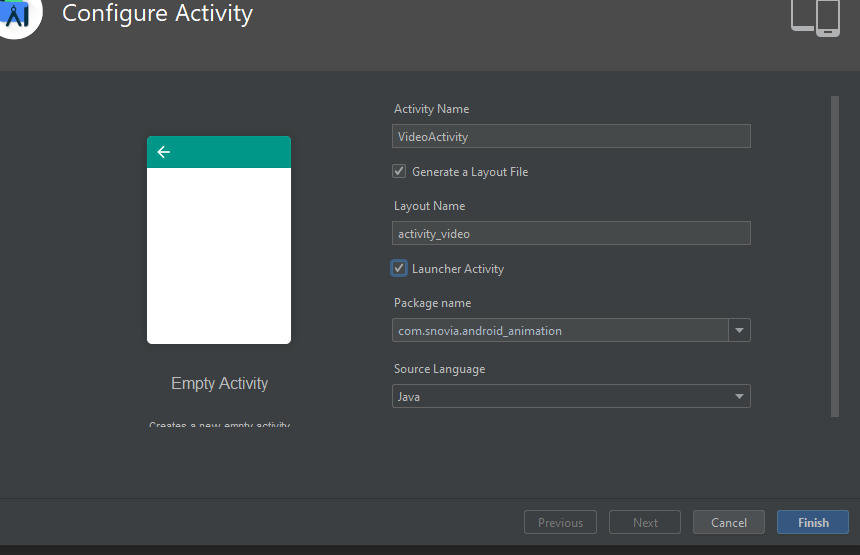 Configure Activity
Activity Name
VideoActivity
Generate a Layout File
Layout Name
activity_video
Launcher Activity
Package name
com.snovia.android_animation
Source Language
Java
Empty Activity
Creates a new empty activity
Previous
Next
Cancel
Finish